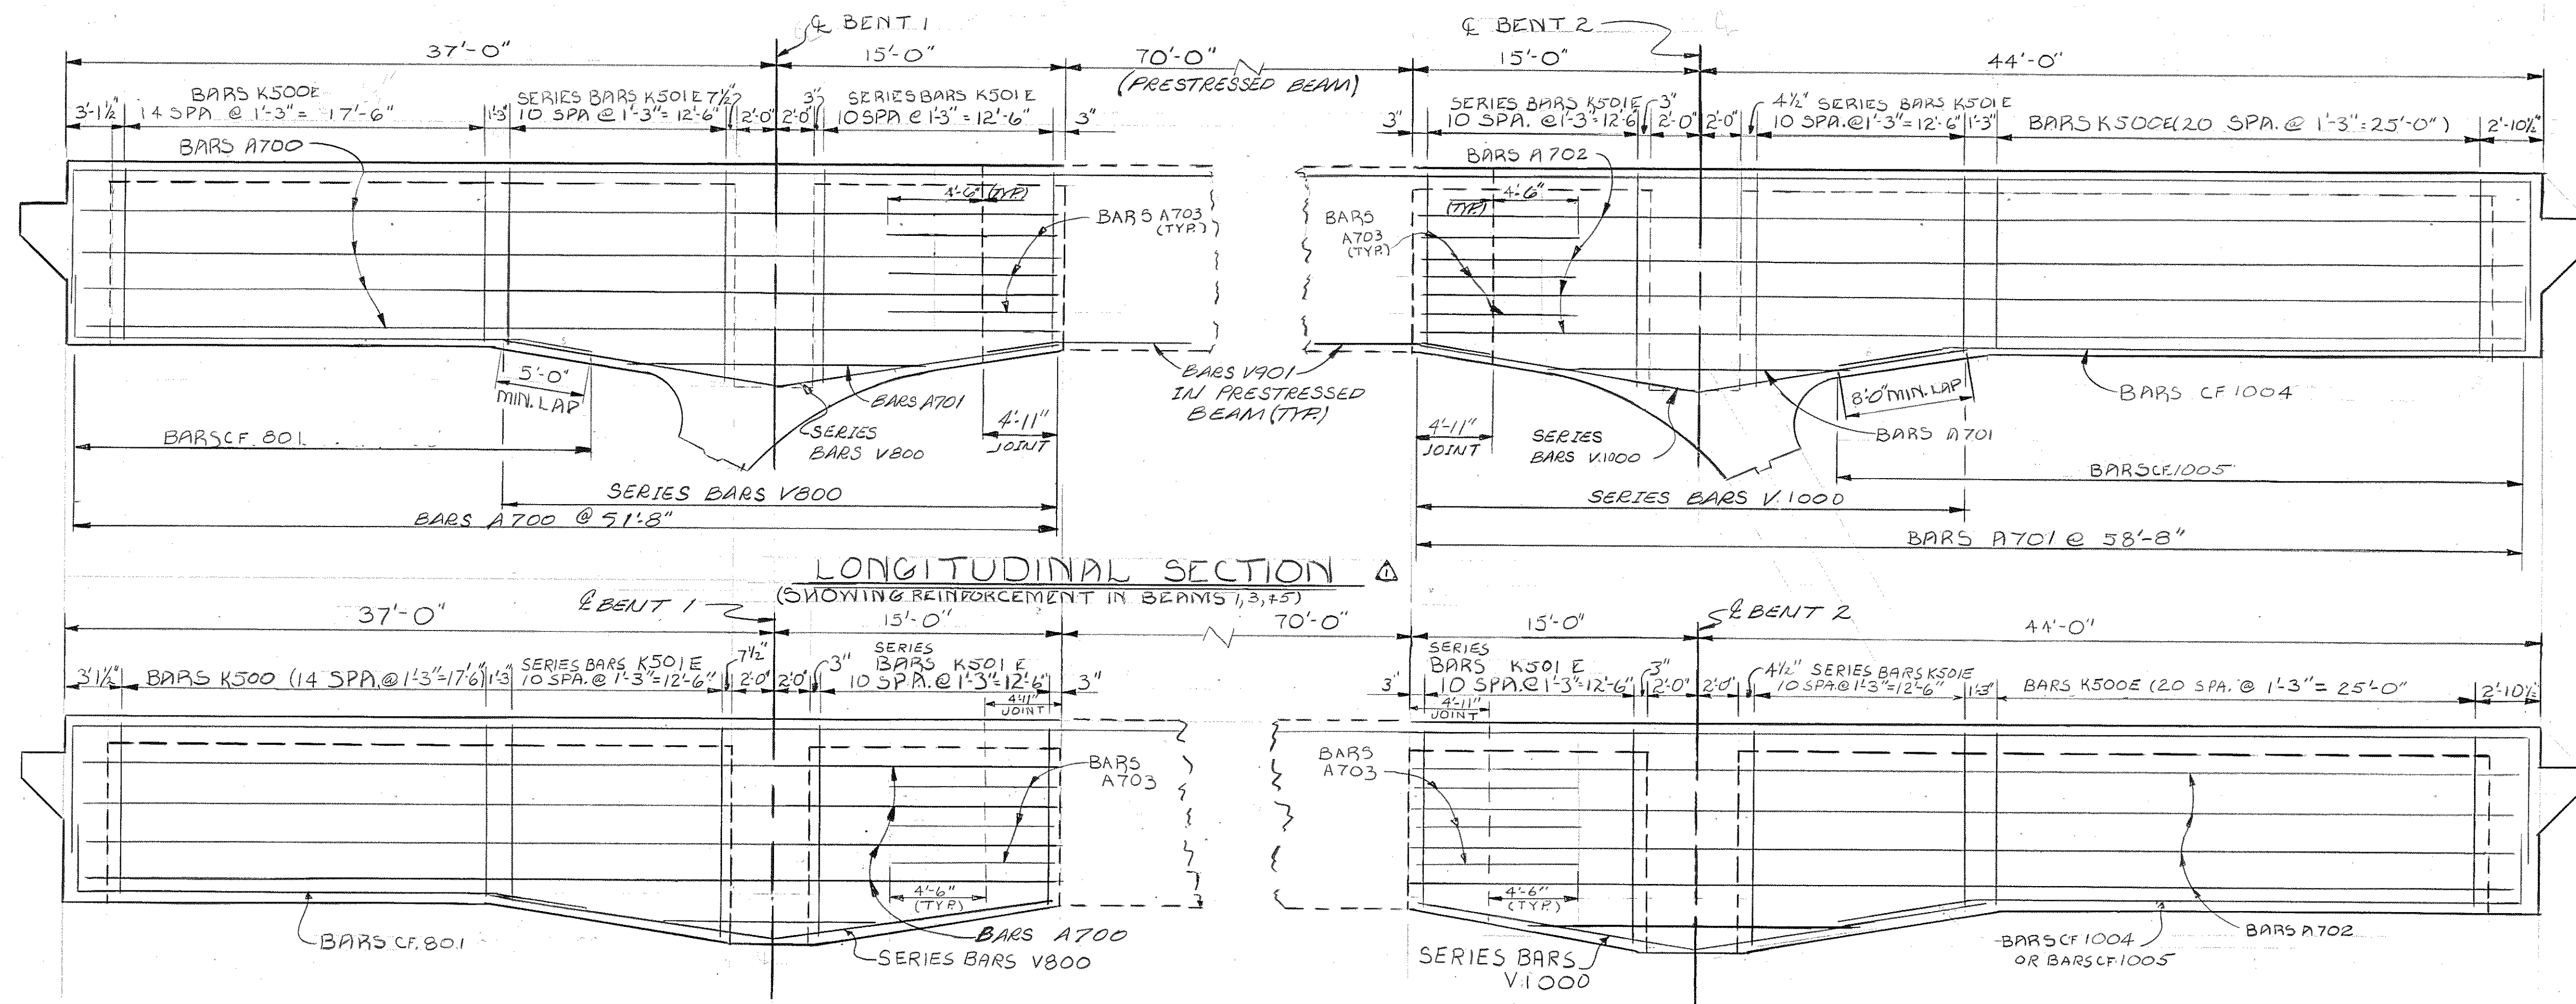 ℄ BENT 1
℄ BENT 2
37'-0"
15'-0"
70'-0"
(PRESTRESSED BEAM)
15'-0"
44'-0"
BARS K500E
3'-1½" 14 SPA @ 1'-3" = 17'-6"
1'-3"
SERIES BARS K501E 7½"
10 SPA @ 1'-3" = 12'-6"
2'-0" 2'-0"
3"
SERIES BARS K501E
10 SPA @ 1'-3" = 12'-6"
3"
3"
SERIES BARS K501E 3"
10 SPA. @ 1'-3" = 12'-6
2'-0" 2'-0"
4½" SERIES BARS K501E
10 SPA. @ 1'-3" = 12'-6" 1'-3"
BARS K500E (20 SPA. @ 1'-3" = 25'-0")
2'-10½"
BARS A700
BARS A702
4'-6" (TYP.)
BARS A703
(TYP.)
4'-6"
(TYP.)
BARS
A703
(TYP.)
5'-0"
MIN. LAP
BARS A701
SERIES
BARS V800
4'-11"
JOINT
BARS V901
IN PRESTRESSED
BEAM (TYP.)
4'-11"
JOINT
SERIES
BARS V.1000
8'-0" MIN. LAP
BARS CF 1004
BARS A701
BARS CF. 801
BARS CF.1005
SERIES BARS V800
SERIES BARS V.1000
BARS A700 @ 51'-8"
BARS A701 @ 58'-8"
LONGITUDINAL SECTION 1
(SHOWING REINFORCEMENT IN BEAMS 1, 3, +5)
℄ BENT 1
℄ BENT 2
37'-0"
15'-0"
70'-0"
15'-0"
44'-0"
3'1½" BARS K500 (14 SPA. @ 1'-3" = 17'-6) 1'-3"
SERIES BARS K501E
10 SPA. @ 1'-3" = 12'-6"
7½"
2'-0" 2'-0"
3"
SERIES
BARS K501E
10 SPA. @ 1'-3" = 12'-6"
3"
4'-11"
JOINT
SERIES
BARS K501E
3"
10 SPA. @ 1'-3" = 12'-6"
3"
2'-0" 2'-0"
4'-11"
JOINT
4½" SERIES BARS K501E
10 SPA @ 1'-3" = 12'-6" 1'-3"
BARS K500E (20 SPA. @ 1'-3" = 25'-0"
2'-10½"
BARS
A703
BARS
A703
4'-6"
(TYP.)
4'-6"
(TYP.)
BARS CF. 801
BARS A700
SERIES BARS V800
SERIES BARS
V.1000
BARS CF 1004
OR BARS CF.1005
BARS A.702